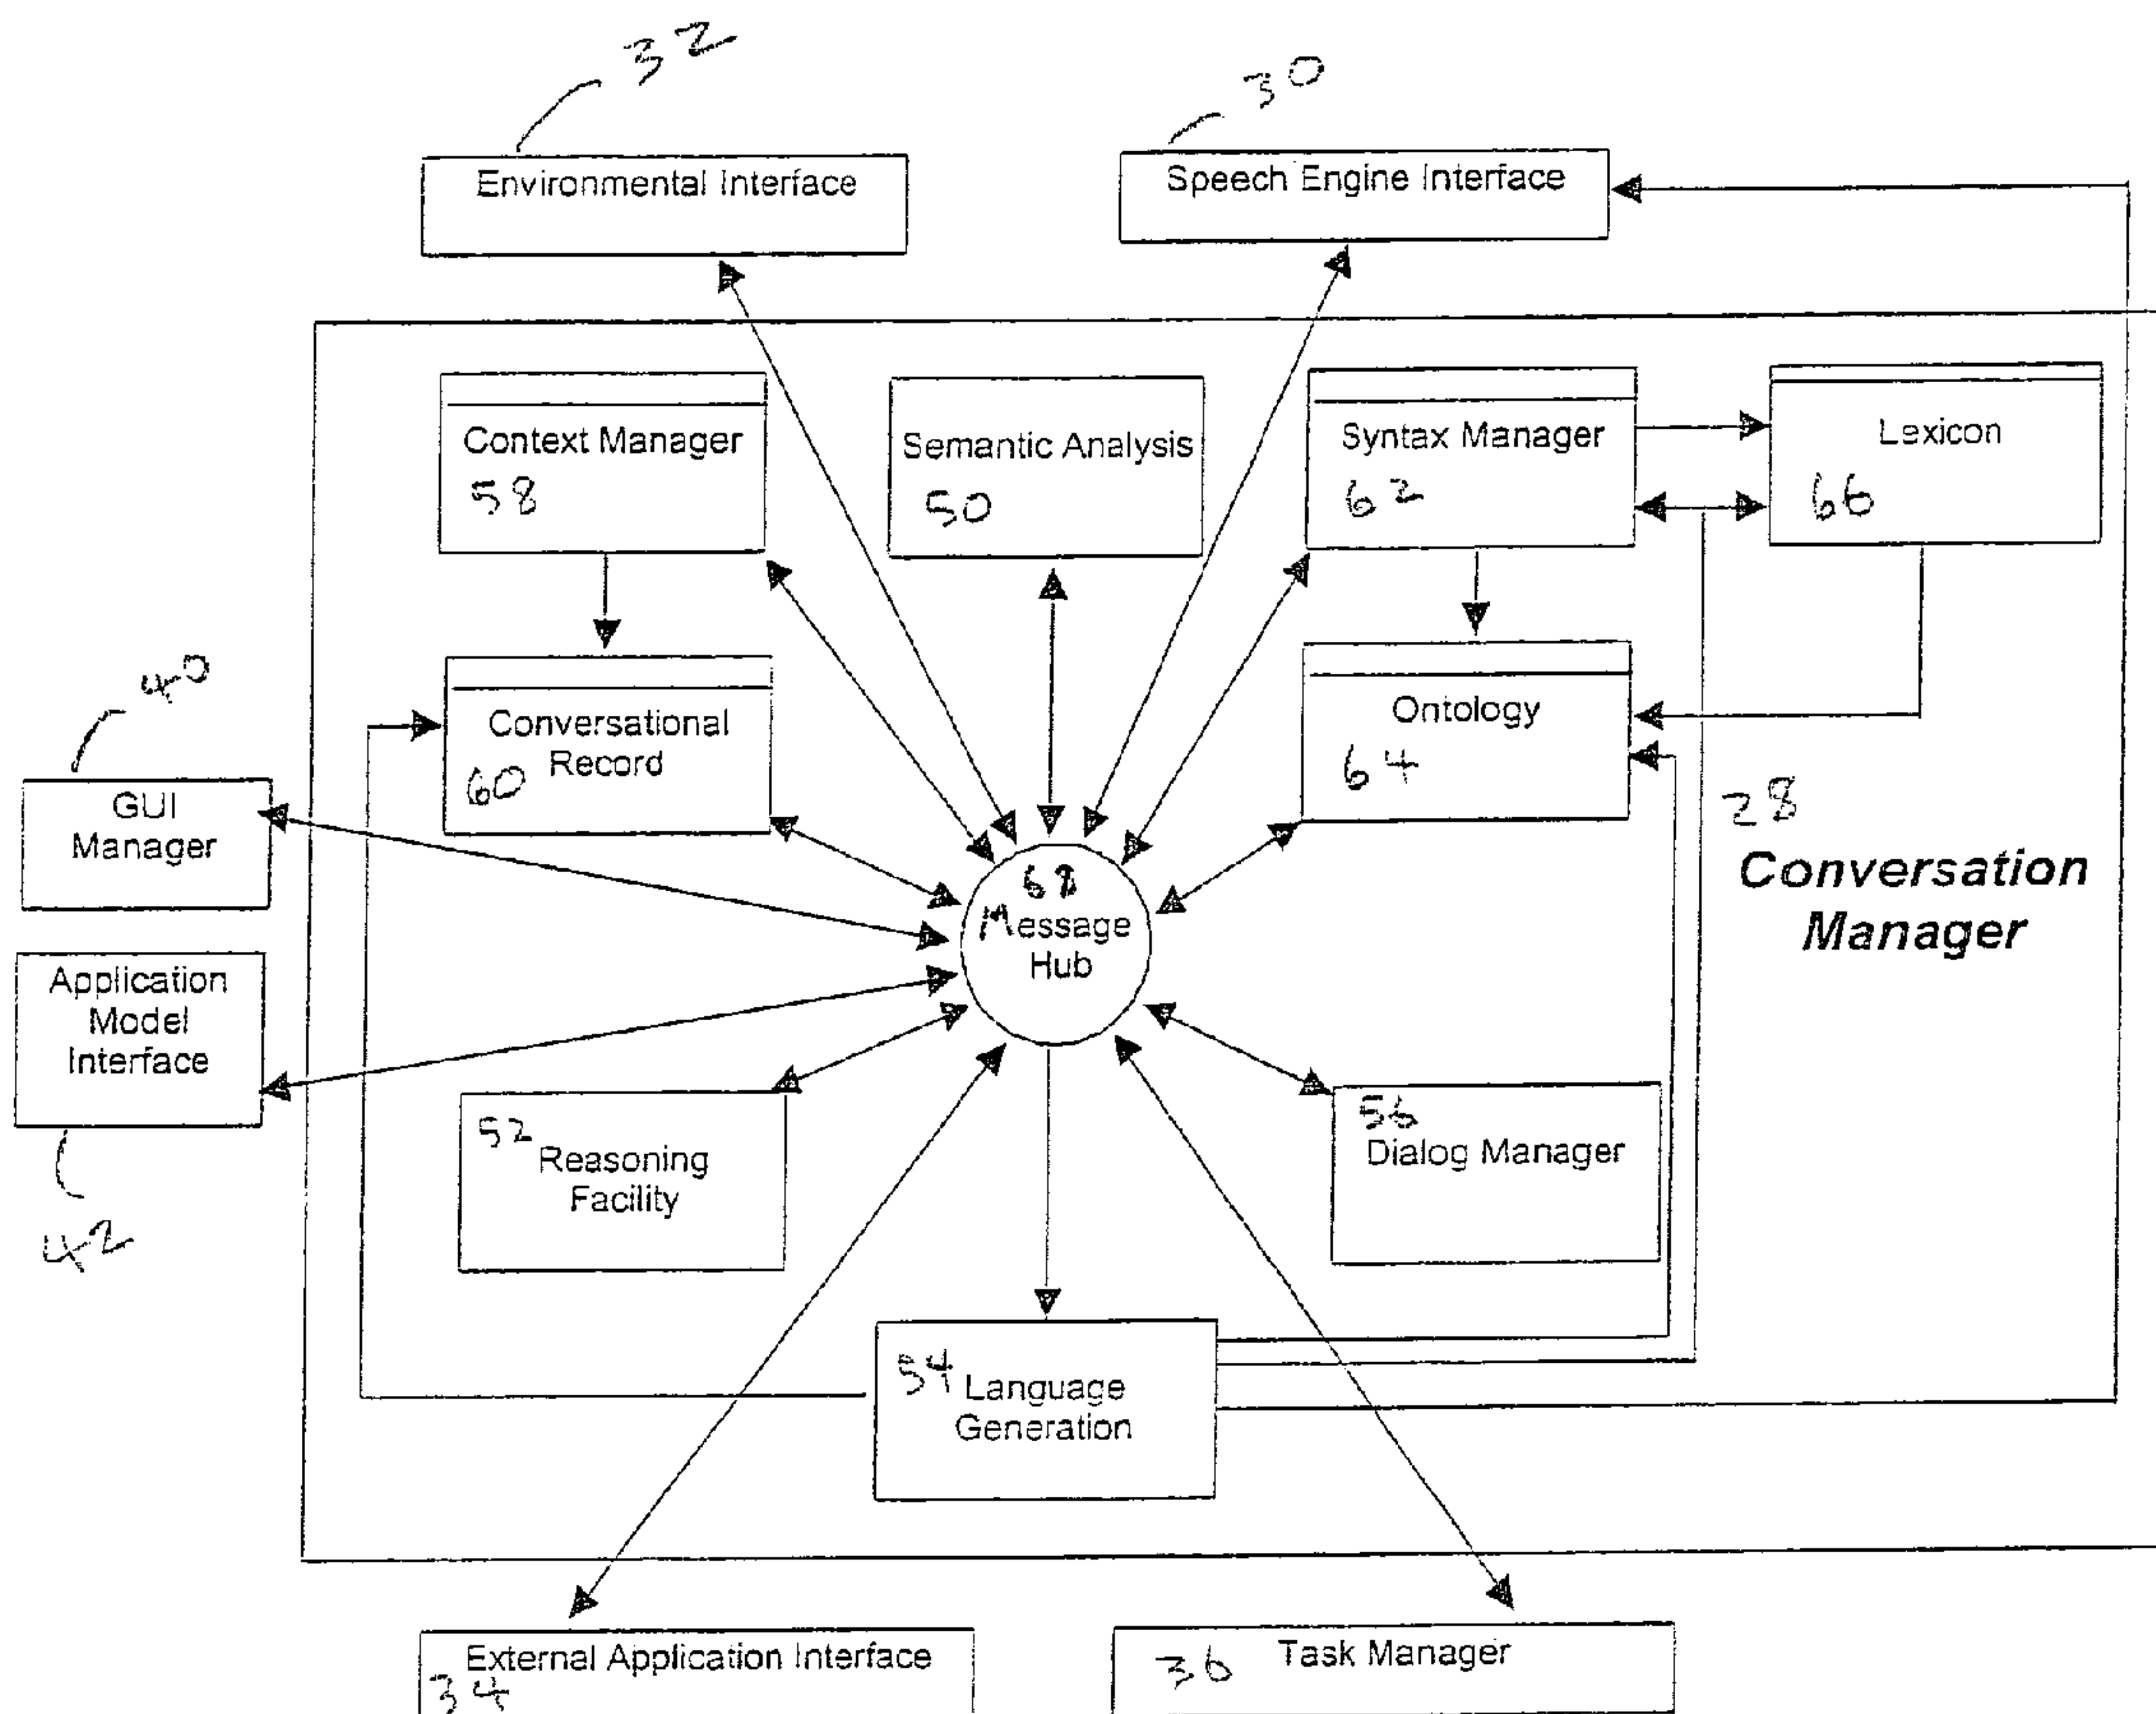 32
30
Environmental Interface
Speech Engine Interface
Context Manager
58
Semantic Analysis
50
Syntax Manager
62
Lexicon
66
40
GUI
Manager
Conversational
Record
60
Ontology
64
28
Conversation
Manager
68
Message
Hub
Application
Model
Interface
42
52
Reasoning
Facility
56
Dialog Manager
54
Language
Generation
External Application Interface
34
Task Manager
36